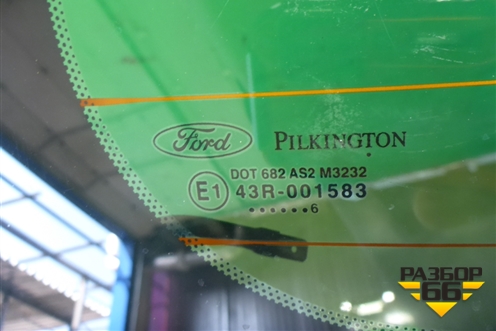 Ford PILKINGTON
DOT 682 AS2 M3232
E1 43R-001583
......6
РАЗБОР
66